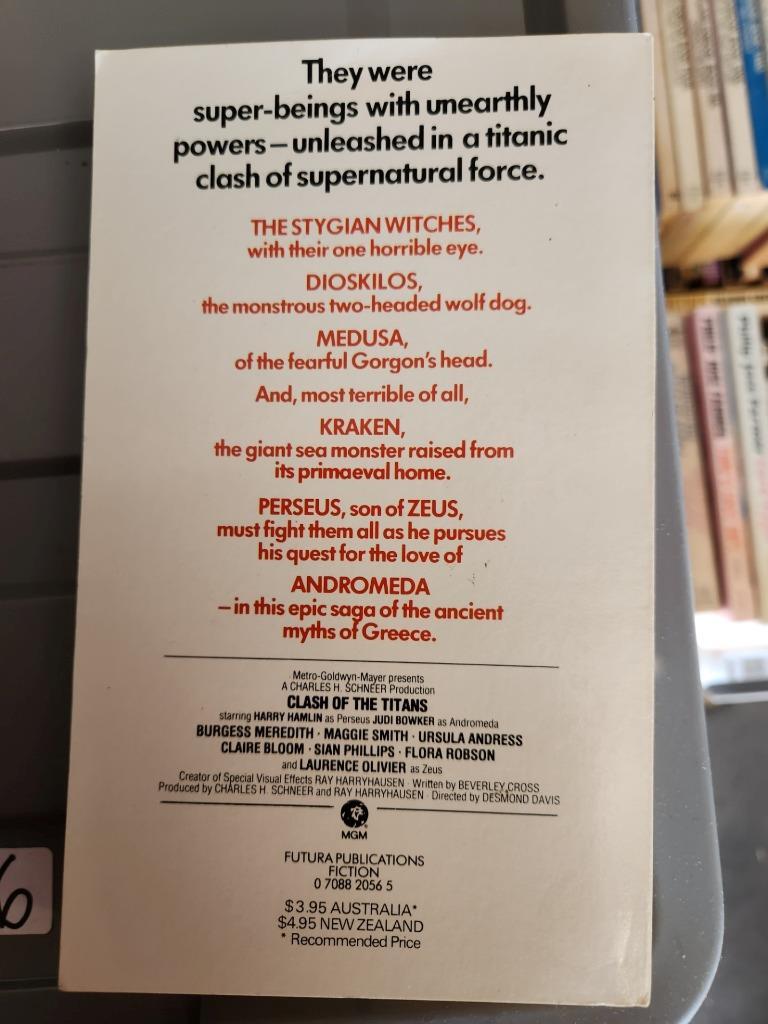 They were
super-beings with unearthly
powers—unleashed in a titanic
clash of supernatural force.
THE STYGIAN WITCHES,
with their one horrible eye.
DIOSKILOS,
the monstrous two-headed wolf dog.
MEDUSA,
of the fearful Gorgon's head.
And, most terrible of all,
KRAKEN,
the giant sea monster raised from
its primaeval home.
PERSEUS, son of ZEUS,
must fight them all as he pursues
his quest for the love of
ANDROMEDA
—in this epic saga of the ancient
myths of Greece.
Metro-Goldwyn-Mayer presents
A CHARLES H. SCHNEER Production
CLASH OF THE TITANS
starring HARRY HAMLIN as Perseus JUDI BOWKER as Andromeda
BURGESS MEREDITH · MAGGIE SMITH · URSULA ANDRESS
CLAIRE BLOOM · SIAN PHILLIPS · FLORA ROBSON
and LAURENCE OLIVIER as Zeus
Creator of Special Visual Effects RAY HARRYHAUSEN · Written by BEVERLEY CROSS
Produced by CHARLES H. SCHNEER and RAY HARRYHAUSEN · Directed by DESMOND DAVIS
MGM
FUTURA PUBLICATIONS
FICTION
0 7088 2056 5
$3.95 AUSTRALIA*
$4.95 NEW ZEALAND
* Recommended Price
6